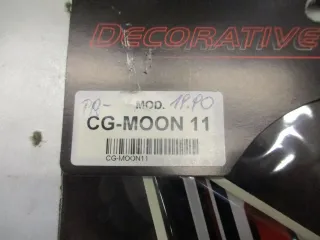 DECORATIVE
MOD. 19.90
CG-MOON 11
CG-MOON11